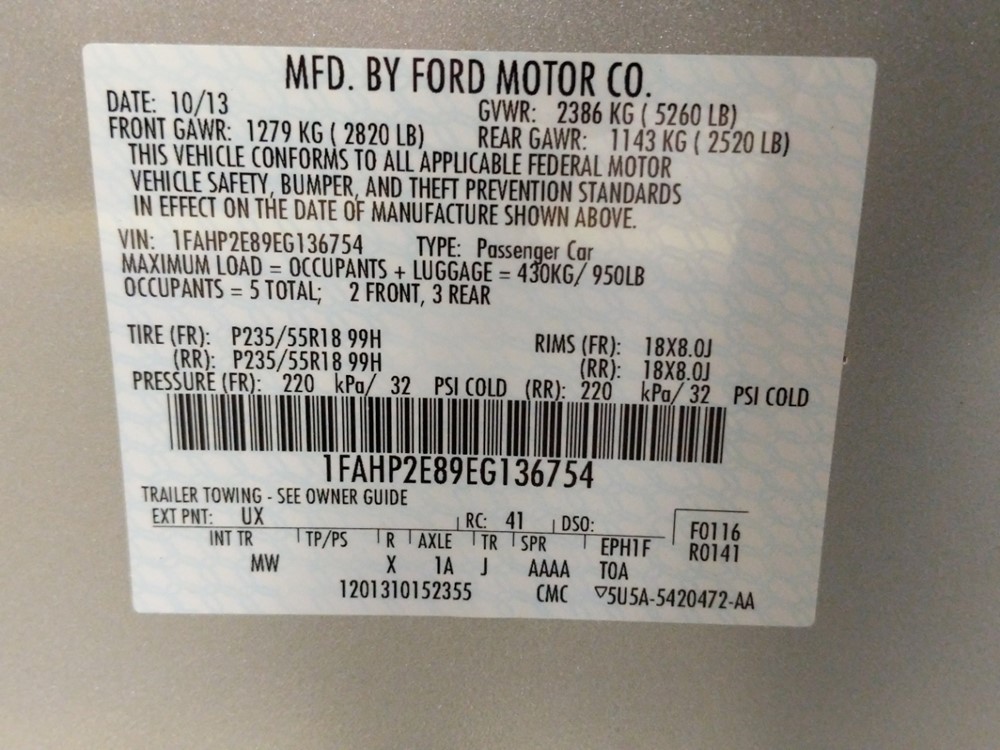 MFD. BY FORD MOTOR CO.
DATE: 10/13 GVWR: 2386 KG ( 5260 LB)
FRONT GAWR: 1279 KG ( 2820 LB) REAR GAWR: 1143 KG ( 2520 LB)
THIS VEHICLE CONFORMS TO ALL APPLICABLE FEDERAL MOTOR
VEHICLE SAFETY, BUMPER, AND THEFT PREVENTION STANDARDS
IN EFFECT ON THE DATE OF MANUFACTURE SHOWN ABOVE.
VIN: 1FAHP2E89EG136754 TYPE: Passenger Car
MAXIMUM LOAD = OCCUPANTS + LUGGAGE = 430KG/ 950LB
OCCUPANTS = 5 TOTAL; 2 FRONT, 3 REAR
TIRE (FR): P235/55R18 99H RIMS (FR): 18X8.0J
(RR): P235/55R18 99H (RR): 18X8.0J
PRESSURE (FR): 220 kPa/ 32 PSI COLD (RR): 220 kPa/ 32 PSI COLD
1FAHP2E89EG136754
TRAILER TOWING - SEE OWNER GUIDE
EXT PNT: UX RC: 41 DSO: F0116
INT TR TP/PS R AXLE TR SPR EPH1F R0141
MW X 1A J AAAA TOA
1201310152355 CMC ▽5U5A-5420472-AA